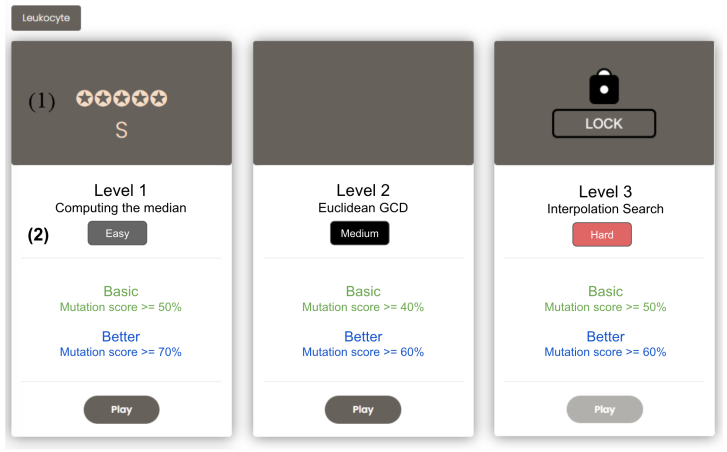 Leukocyte
(1)
S
Level 1
Computing the median
(2)
Easy
Basic
Mutation score >= 50%
Better
Mutation score >= 70%
Play
Level 2
Euclidean GCD
Medium
Basic
Mutation score >= 40%
Better
Mutation score >= 60%
Play
LOCK
Level 3
Interpolation Search
Hard
Basic
Mutation score >= 50%
Better
Mutation score >= 60%
Play